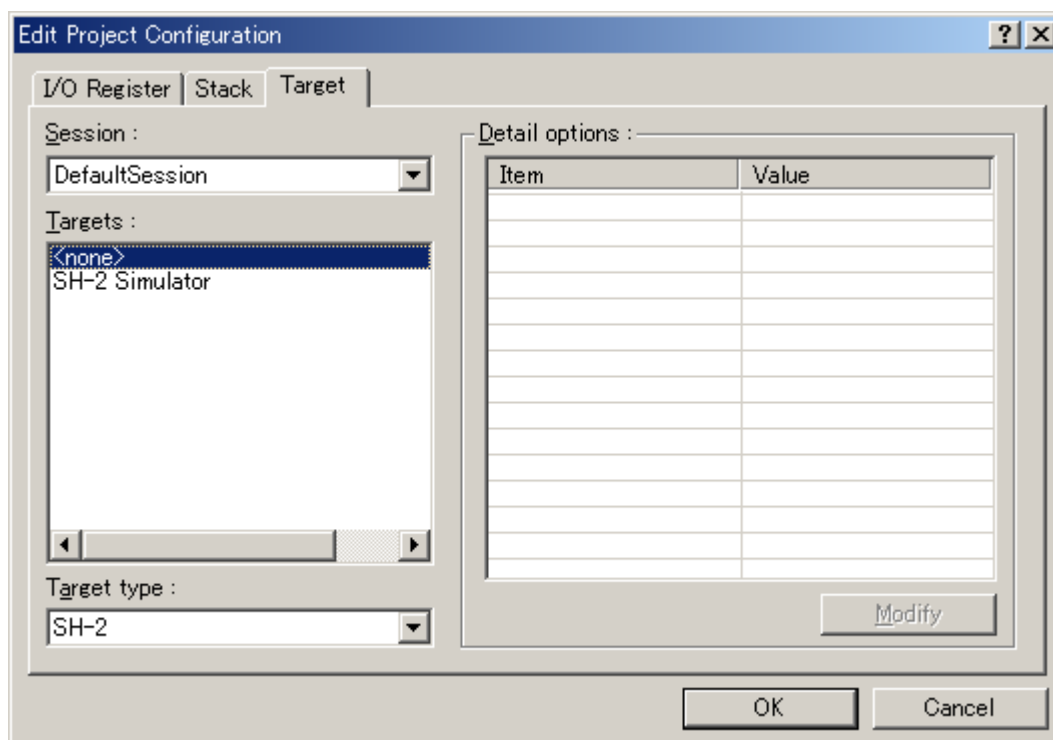 Edit Project Configuration
I/O Register Stack Target
Session :
DefaultSession
Targets :
<none>
SH-2 Simulator
Target type :
SH-2
Detail options :
Item Value
Modify
OK Cancel